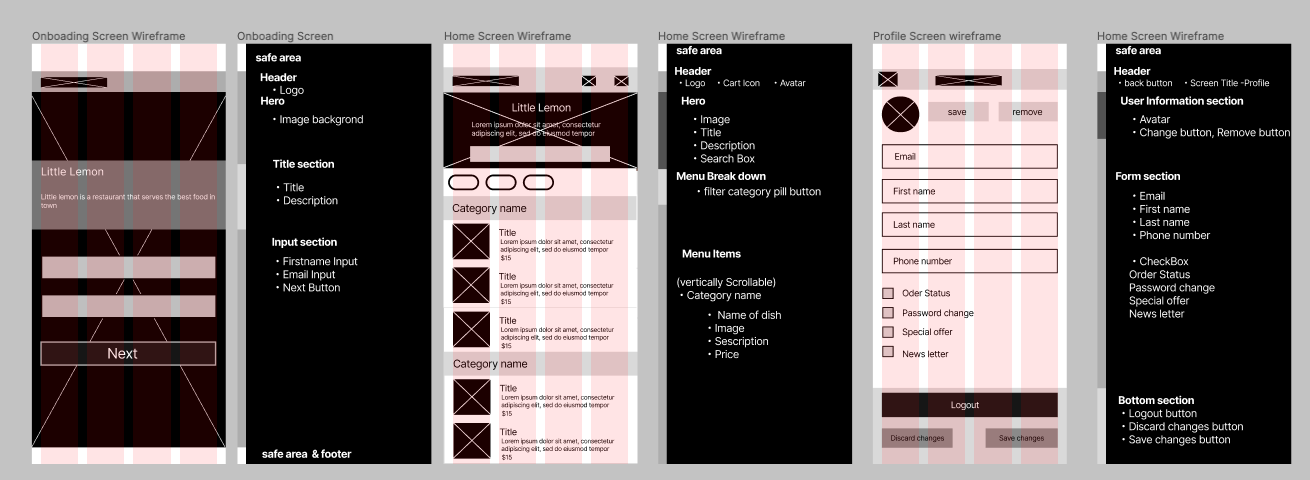 Onboading Screen Wireframe
Little Lemon
Little lemon is a restaurant that serves the best food in
town
Next
Onboading Screen
safe area
Header
• Logo
Hero
• Image backgrond
Title section
• Title
• Description
Input section
• Firstname Input
• Email Input
• Next Button
safe area & footer
Home Screen Wireframe
Little Lemon
Lorem ipsum dolor sit amet, consectetur
adipiscing elit, sed do eiusmod tempor
Category name
Title
Lorem ipsum dolor sit amet, consectetur
adipiscing elit, sed do eiusmod tempor
$15
Title
Lorem ipsum dolor sit amet, consectetur
adipiscing elit, sed do eiusmod tempor
$15
Title
Lorem ipsum dolor sit amet, consectetur
adipiscing elit, sed do eiusmod tempor
$15
Category name
Title
Lorem ipsum dolor sit amet, consectetur
adipiscing elit, sed do eiusmod tempor
$15
Title
Lorem ipsum dolor sit amet, consectetur
adipiscing elit, sed do eiusmod tempor
$15
Home Screen Wireframe
safe area
Header
• Logo • Cart Icon • Avatar
Hero
• Image
• Title
• Description
• Search Box
Menu Break down
• filter category pill button
Menu Items
(vertically Scrollable)
• Category name
• Name of dish
• Image
• Sescription
• Price
Profile Screen wireframe
save
remove
Email
First name
Last name
Phone number
Oder Status
Password change
Special offer
News letter
Logout
Discard changes
Save changes
Home Screen Wireframe
safe area
Header
• back button • Screen Title -Profile
User Information section
• Avatar
• Change button, Remove button
Form section
• Email
• First name
• Last name
• Phone number
• CheckBox
Order Status
Password change
Special offer
News letter
Bottom section
• Logout button
• Discard changes button
• Save changes button